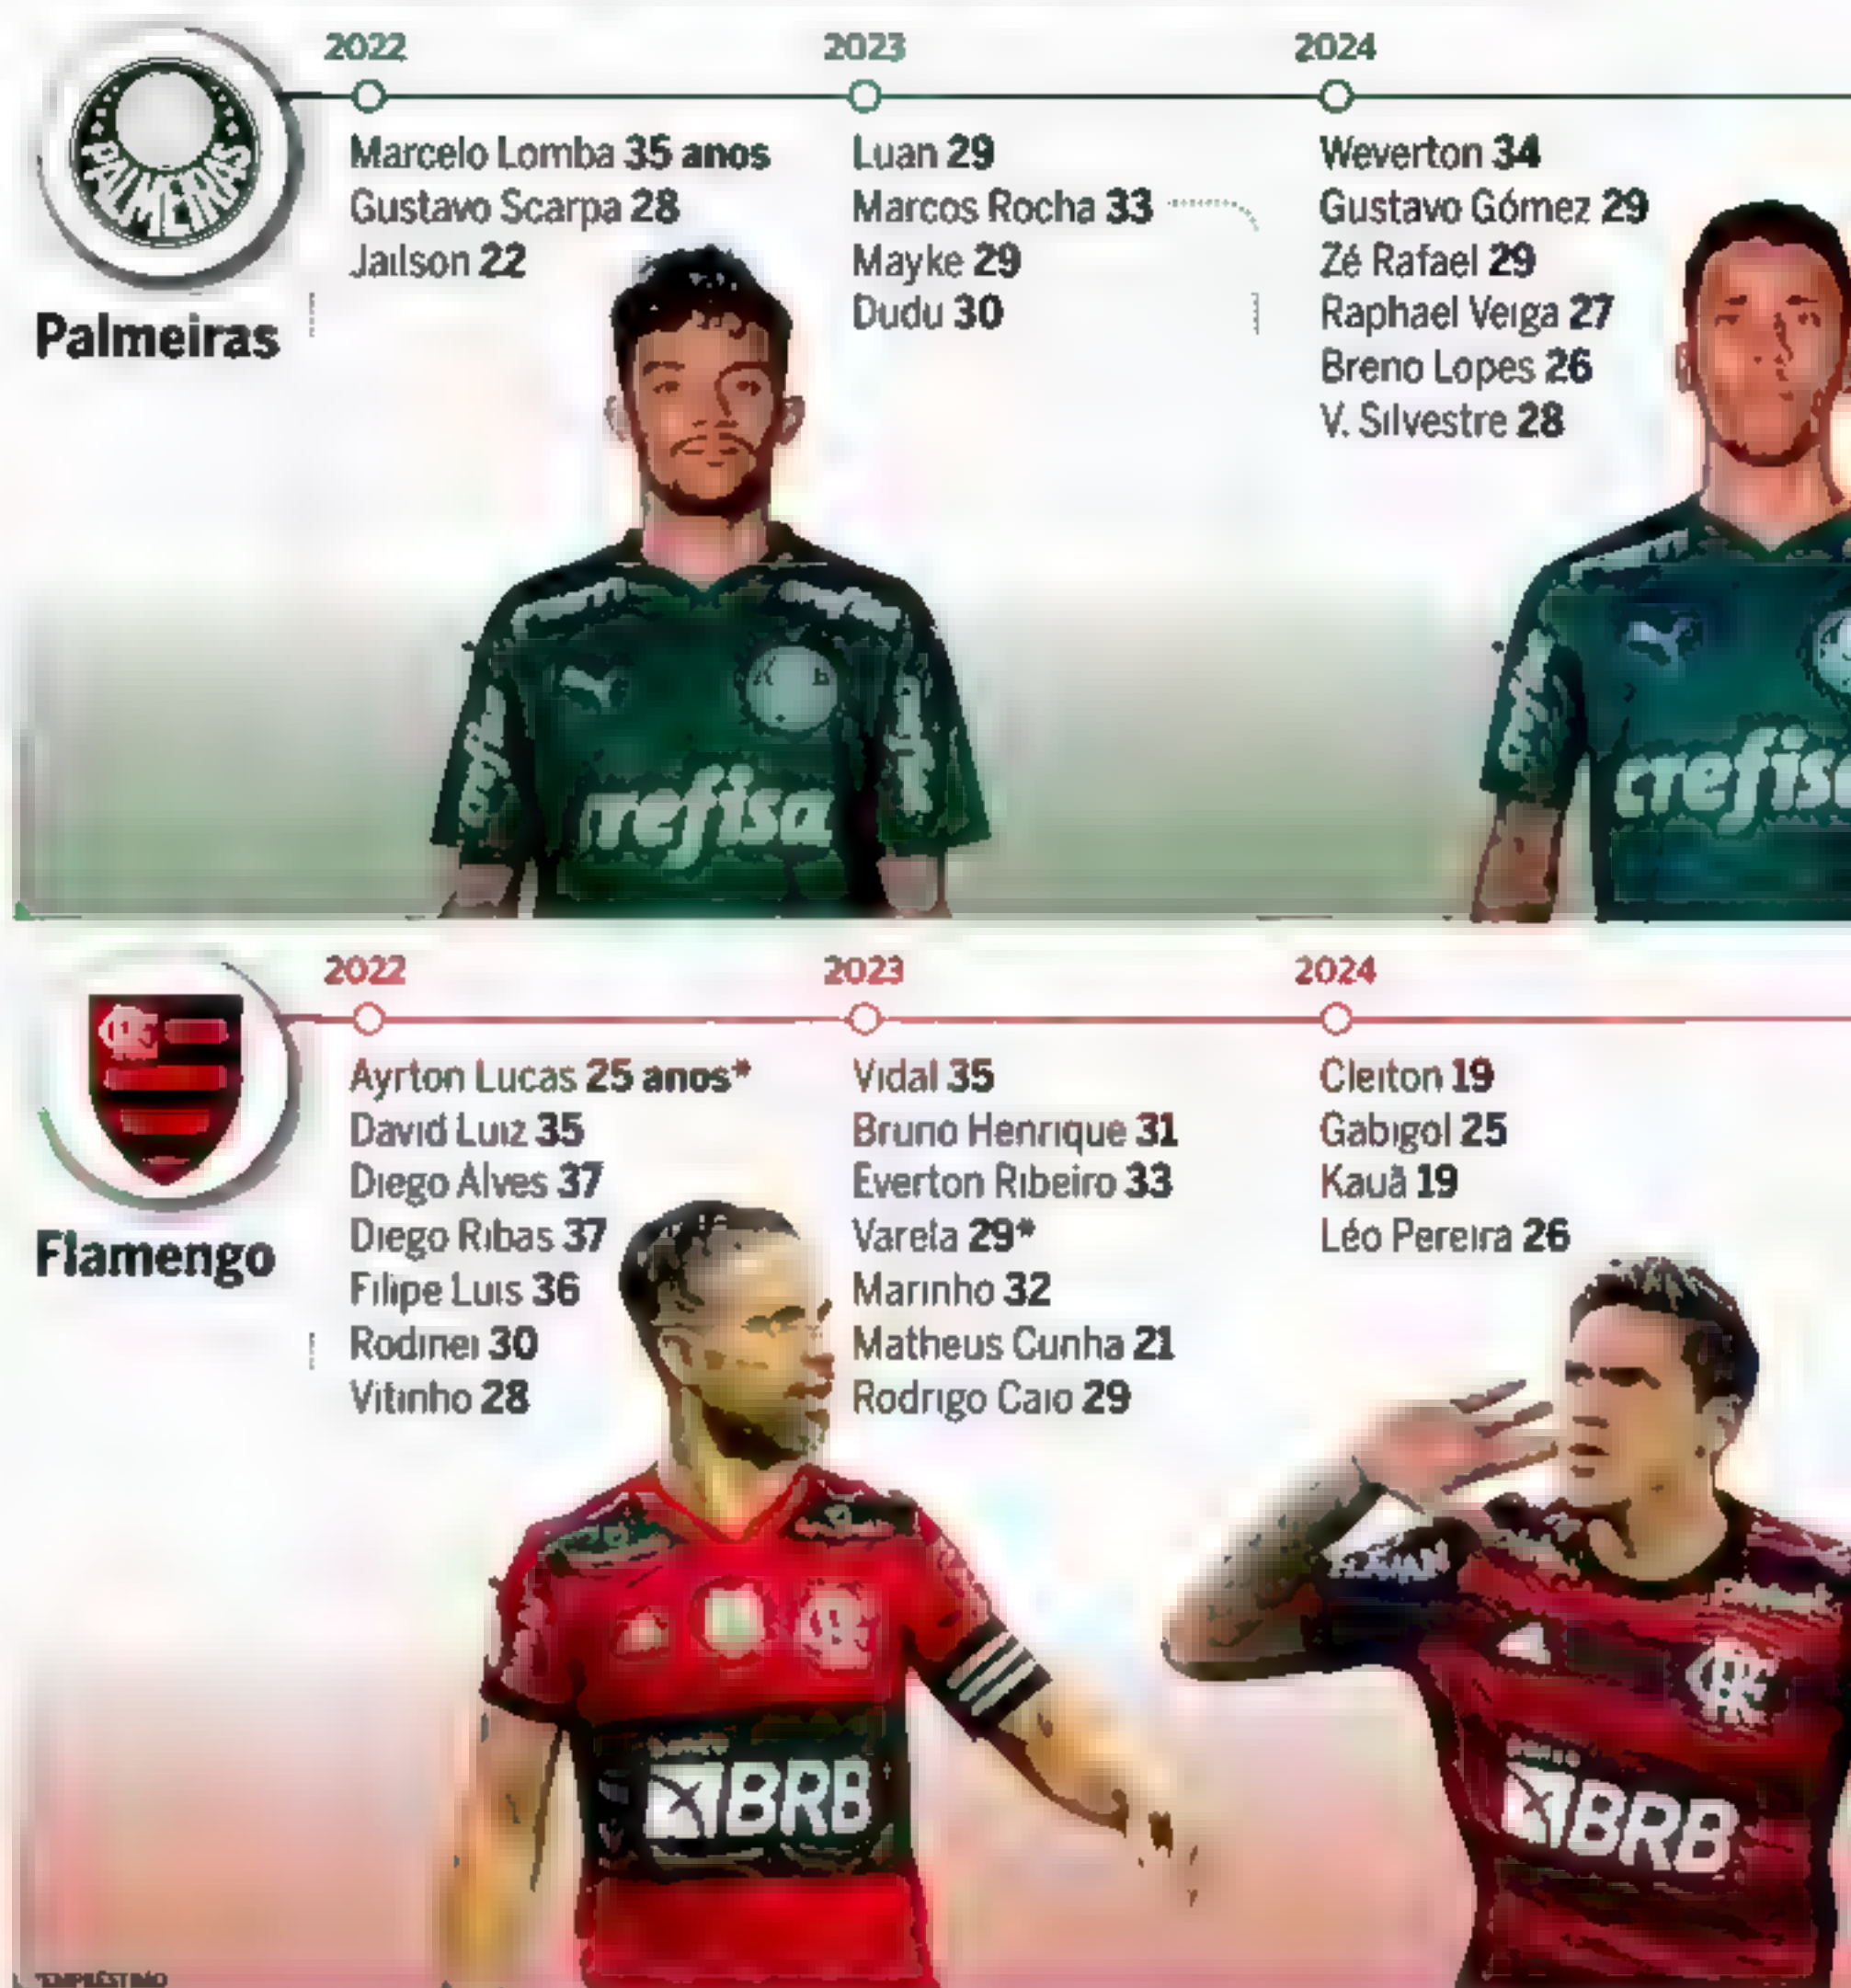 2022
2023
2024
PALMEIRAS
Palmeiras
Marcelo Lomba 35 anos
Gustavo Scarpa 28
Jailson 22
Luan 29
Marcos Rocha 33
Mayke 29
Dudu 30
Weverton 34
Gustavo Gómez 29
Zé Rafael 29
Raphael Veiga 27
Breno Lopes 26
V. Silvestre 28
refisa
crefis
2022
2023
2024
Flamengo
Ayrton Lucas 25 anos*
David Luiz 35
Diego Alves 37
Diego Ribas 37
Filipe Luis 36
Rodinei 30
Vitinho 28
Vidal 35
Bruno Henrique 31
Everton Ribeiro 33
Varela 29*
Marinho 32
Matheus Cunha 21
Rodrigo Caio 29
Cleiton 19
Gabigol 25
Kauã 19
Léo Pereira 26
BRB
BRB
*EMPRÉSTIMO